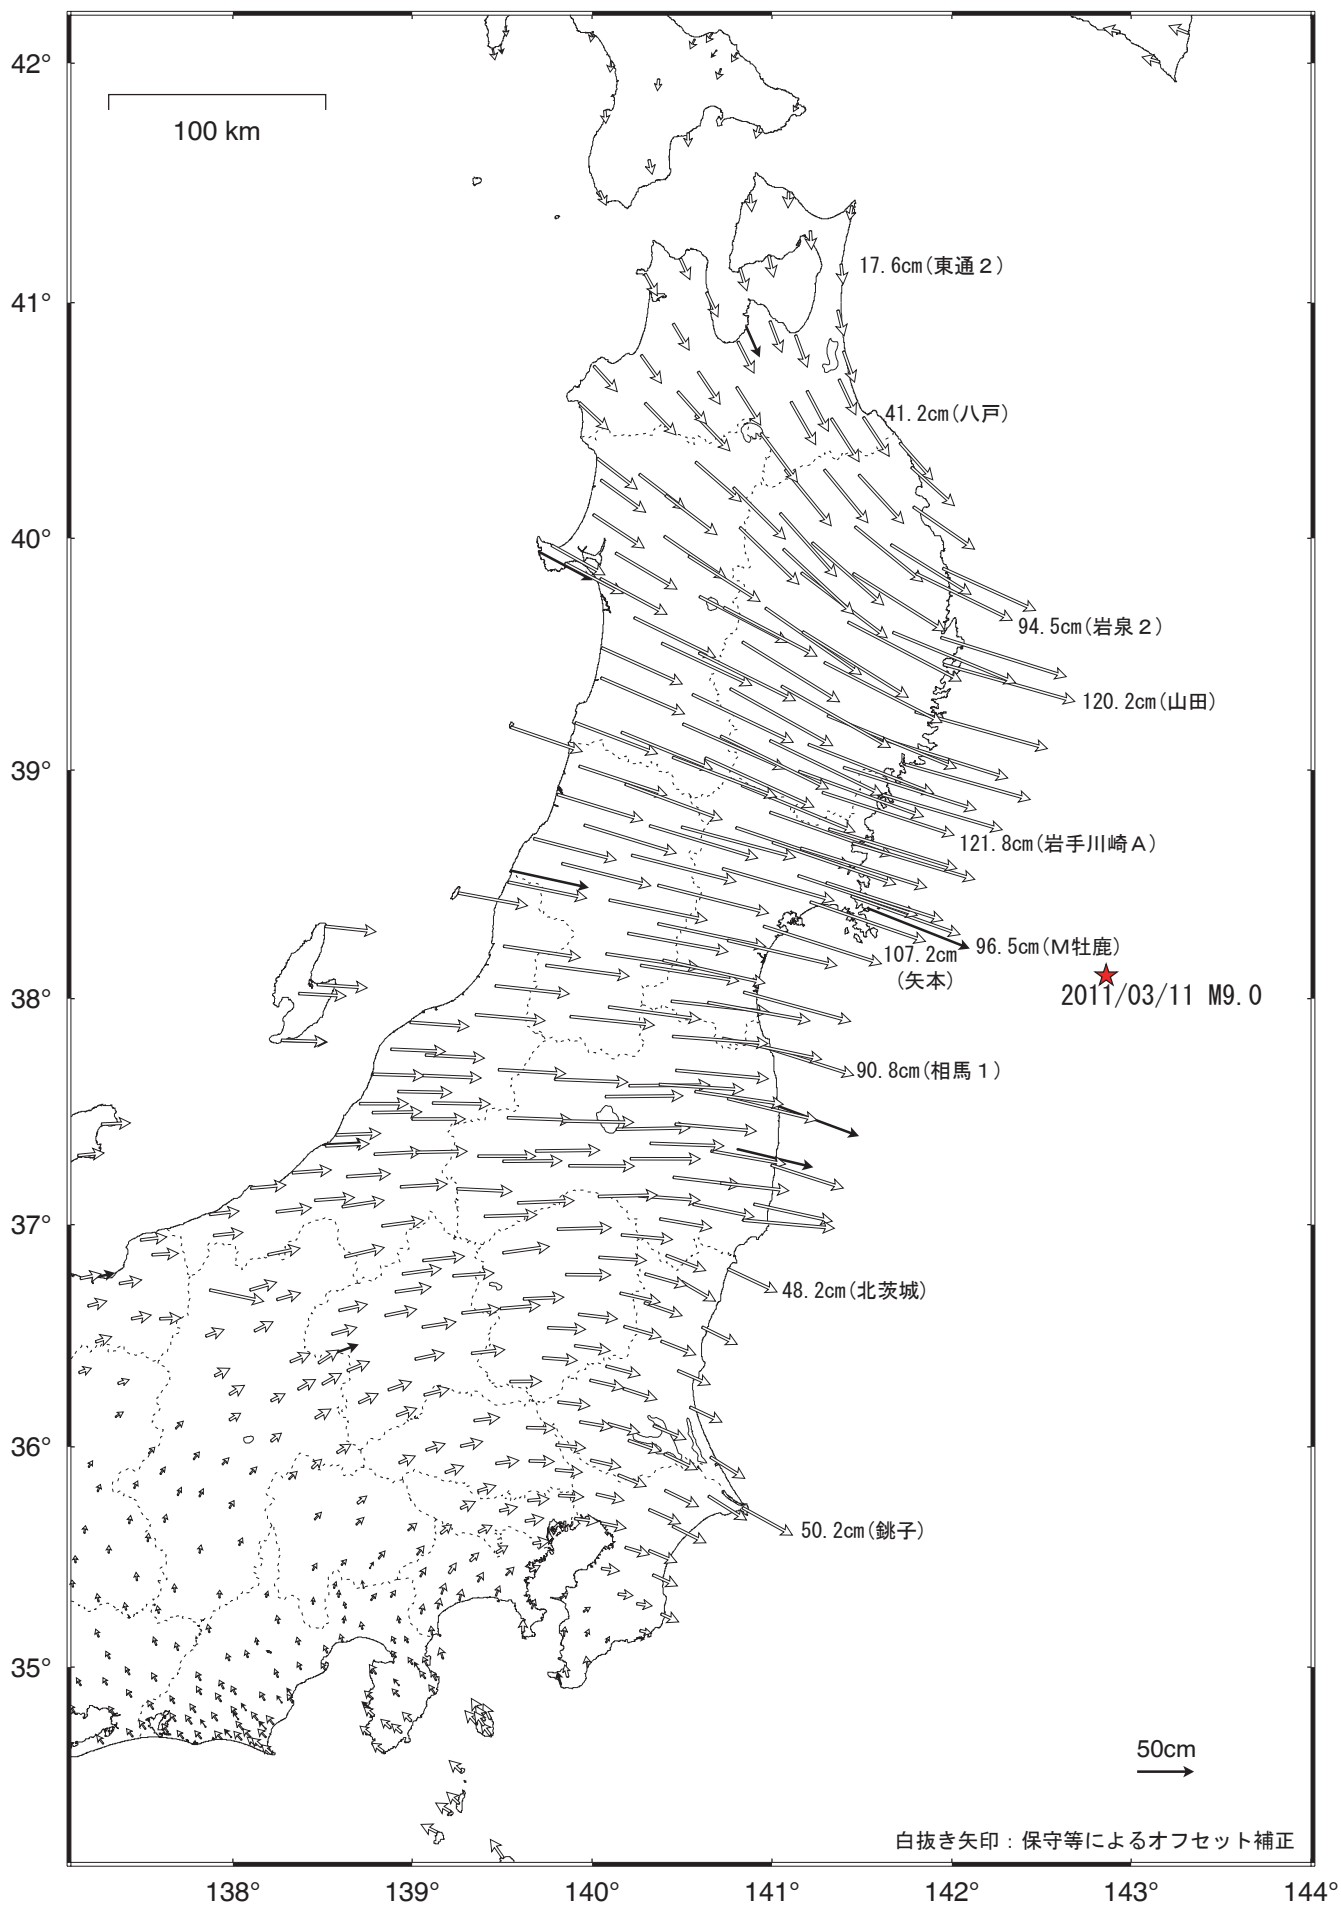 42°
100 km
17.6cm(東通２)
41°
41.2cm(八戸)
40°
94.5cm(岩泉２)
120.2cm(山田)
39°
121.8cm(岩手川崎Ａ)
107.2cm
(矢本)
96.5cm(Ｍ牡鹿)
38°
2011/03/11 M9.0
90.8cm(相馬１)
37°
48.2cm(北茨城)
36°
50.2cm(銚子)
35°
50cm
白抜き矢印：保守等によるオフセット補正
138° 139° 140° 141° 142° 143° 144°